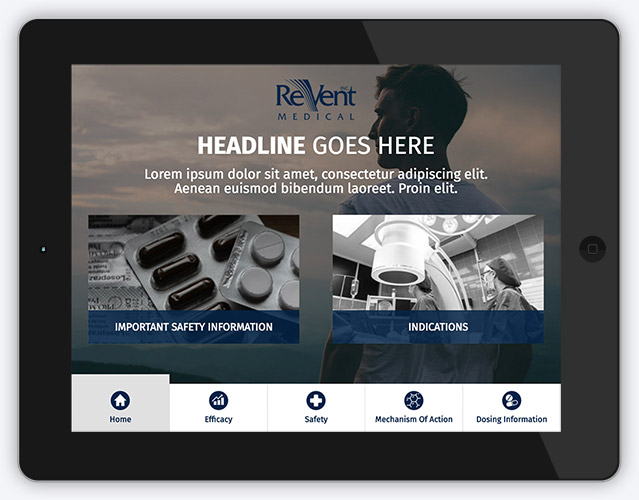 ReVent INC
MEDICAL
HEADLINE GOES HERE
Lorem ipsum dolor sit amet, consectetur adipiscing elit.
Aenean euismod bibendum laoreet. Proin elit.
IMPORTANT SAFETY INFORMATION
INDICATIONS
Home
Efficacy
Safety
Mechanism Of Action
Dosing Information